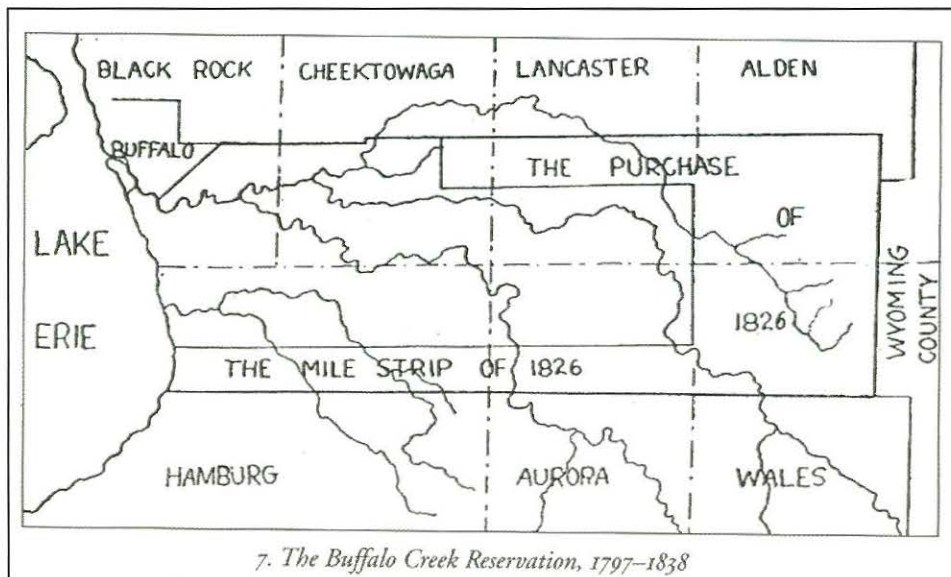 BLACK ROCK
CHEEKTOWAGA
LANCASTER
ALDEN
BUFFALO
THE PURCHASE
OF
1826
LAKE
ERIE
WYOMING
COUNTY
THE MILE STRIP OF 1826
HAMBURG
AURORA
WALES
7. The Buffalo Creek Reservation, 1797–1838